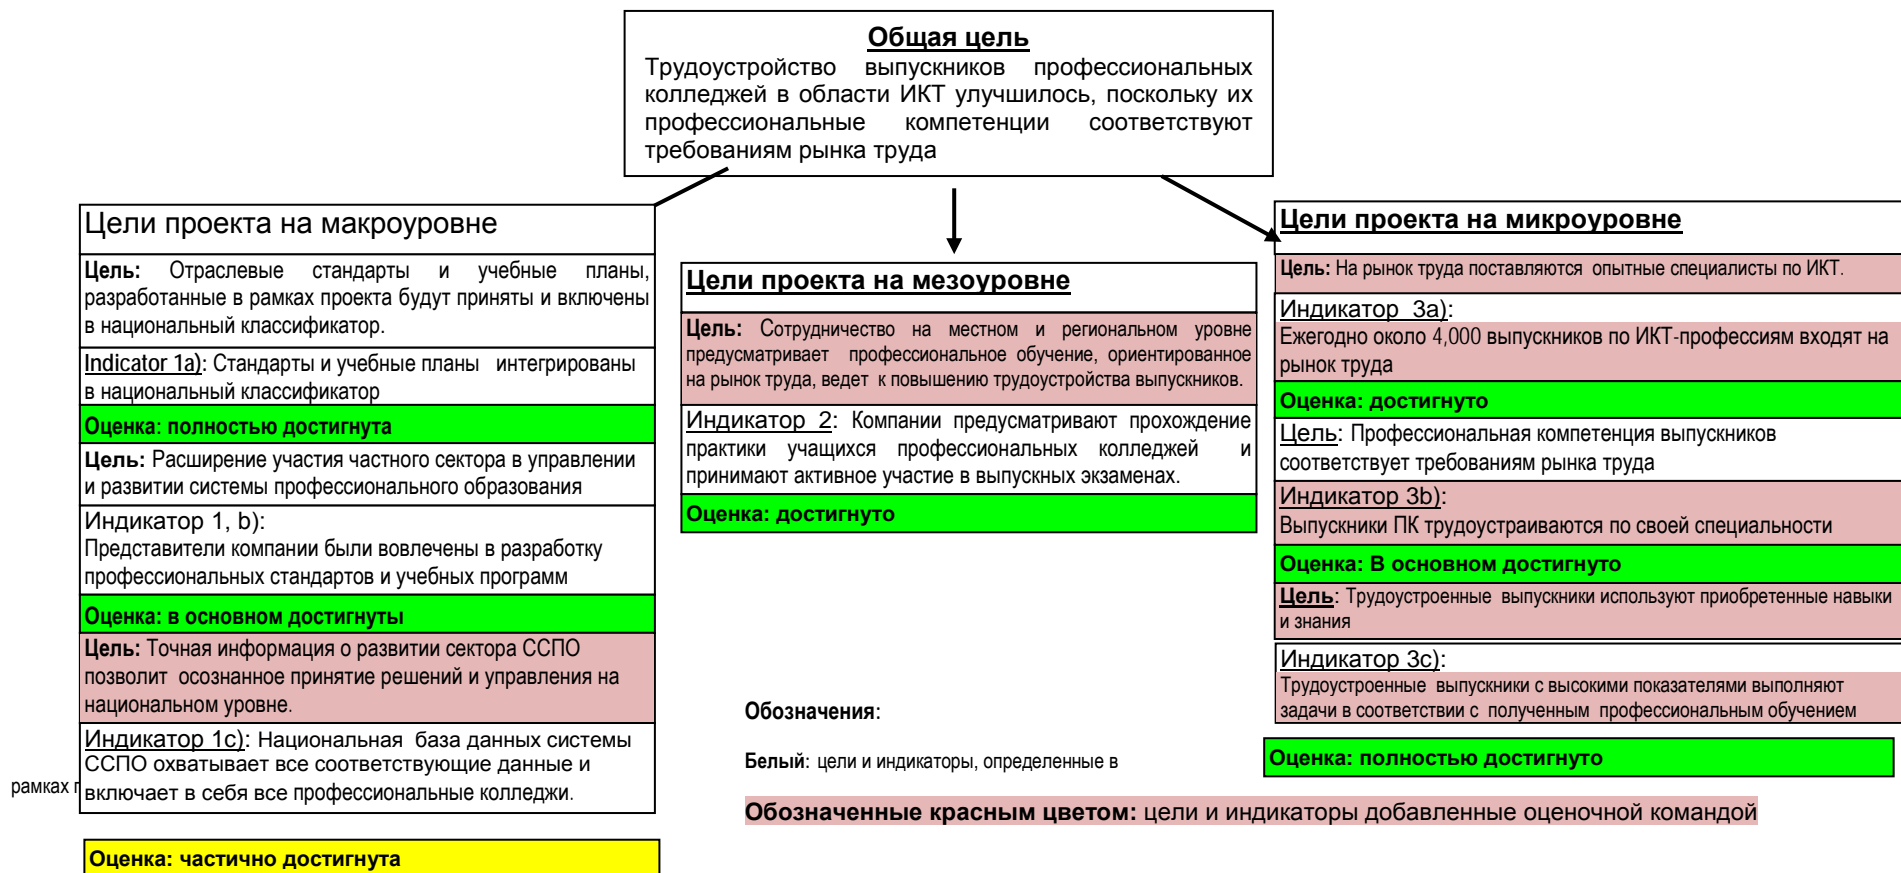 Общая цель
Трудоустройство выпускников профессиональных
колледжей в области ИКТ улучшилось, поскольку их
профессиональные компетенции соответствуют
требованиям рынка труда
Цели проекта на макроуровне
Цель: Отраслевые стандарты и учебные планы,
разработанные в рамках проекта будут приняты и включены
в национальный классификатор.
Indicator 1a): Стандарты и учебные планы интегрированы
в национальный классификатор
Оценка: полностью достигнута
Цель: Расширение участия частного сектора в управлении
и развитии системы профессионального образования
Индикатор 1, b):
Представители компании были вовлечены в разработку
профессиональных стандартов и учебных программ
Оценка: в основном достигнуты
Цель: Точная информация о развитии сектора ССПО
позволит осознанное принятие решений и управления на
национальном уровне.
Индикатор 1c): Национальная база данных системы
ССПО охватывает все соответствующие данные и
включает в себя все профессиональные колледжи.
Оценка: частично достигнута
Цели проекта на мезоуровне
Цель: Сотрудничество на местном и региональном уровне
предусматривает профессиональное обучение, ориентированное
на рынок труда, ведет к повышению трудоустройства выпускников.
Индикатор 2: Компании предусматривают прохождение
практики учащихся профессиональных колледжей и
принимают активное участие в выпускных экзаменах.
Оценка: достигнуто
Цели проекта на микроуровне
Цель: На рынок труда поставляются опытные специалисты по ИКТ.
Индикатор 3a):
Ежегодно около 4,000 выпускников по ИКТ-профессиям входят на
рынок труда
Оценка: достигнуто
Цель: Профессиональная компетенция выпускников
соответствует требованиям рынка труда
Индикатор 3b):
Выпускники ПК трудоустраиваются по своей специальности
Оценка: В основном достигнуто
Цель: Трудоустроенные выпускники используют приобретенные навыки
и знания
Индикатор 3c):
Трудоустроенные выпускники с высокими показателями выполняют
задачи в соответствии с полученным профессиональным обучением
Оценка: полностью достигнуто
Обозначения:
Белый: цели и индикаторы, определенные в
рамках
Обозначенные красным цветом: цели и индикаторы добавленные оценочной командой